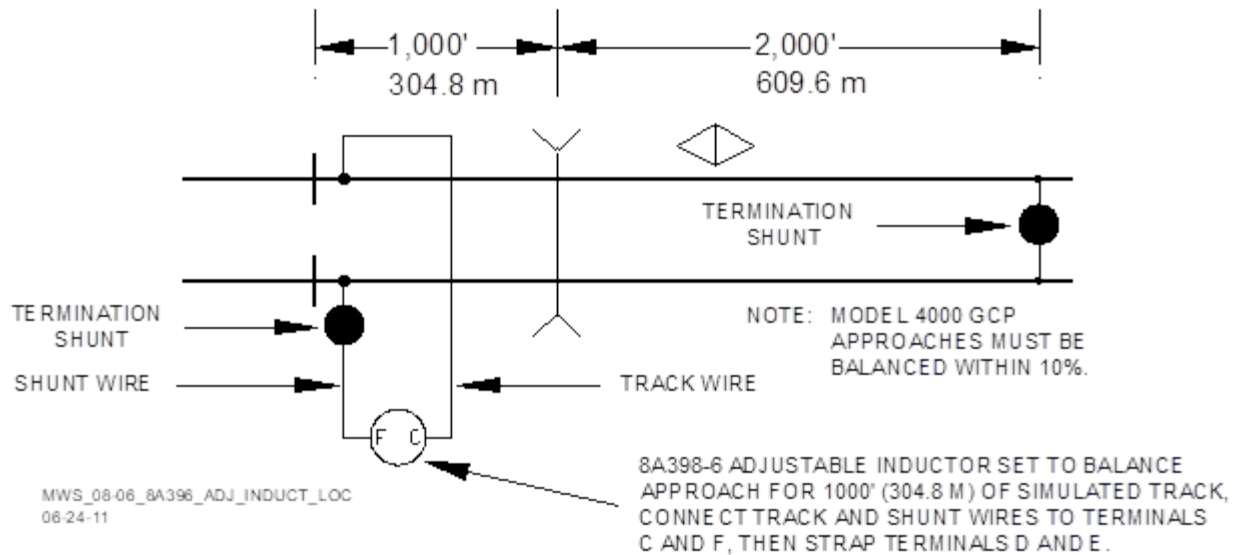 1,000'
304.8 m
2,000'
609.6 m
TERMINATION
SHUNT
TERMINATION
SHUNT
NOTE: MODEL 4000 GCP
APPROACHES MUST BE
BALANCED WITHIN 10%.
SHUNT WIRE
TRACK WIRE
F C
8A398-6 ADJUSTABLE INDUCTOR SET TO BALANCE
APPROACH FOR 1000' (304.8 M) OF SIMULATED TRACK,
CONNECT TRACK AND SHUNT WIRES TO TERMINALS
C AND F, THEN STRAP TERMINALS D AND E.
MWS_08-06_8A396_ADJ_INDUCT_LOC
06-24-11